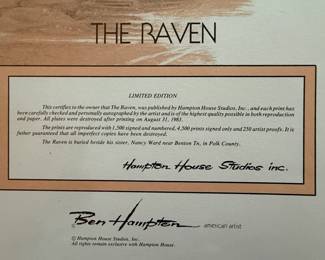 THE RAVEN
LIMITED EDITION
This certifies to the owner that The Raven, was published by Hampton House Studios, Inc., and each print has
been carefully checked and personally autographed by the artist and is of the highest quality possible in both reproduction
and paper. All plates were destroyed after printing on August 31, 1983.
The prints are reproduced with 1,500 signed and numbered, 4,500 prints signed only and 250 artist proofs. It is
futher guaranteed that all imperfect copies have been destroyed.
The Raven is buried beside his sister, Nancy Ward near Benton Tn, in Polk County.
Hampton House Studios inc.
© Ben Hampton american artist
© Hampton House Studios, Inc.
All rights remain exclusive with Hampton House.